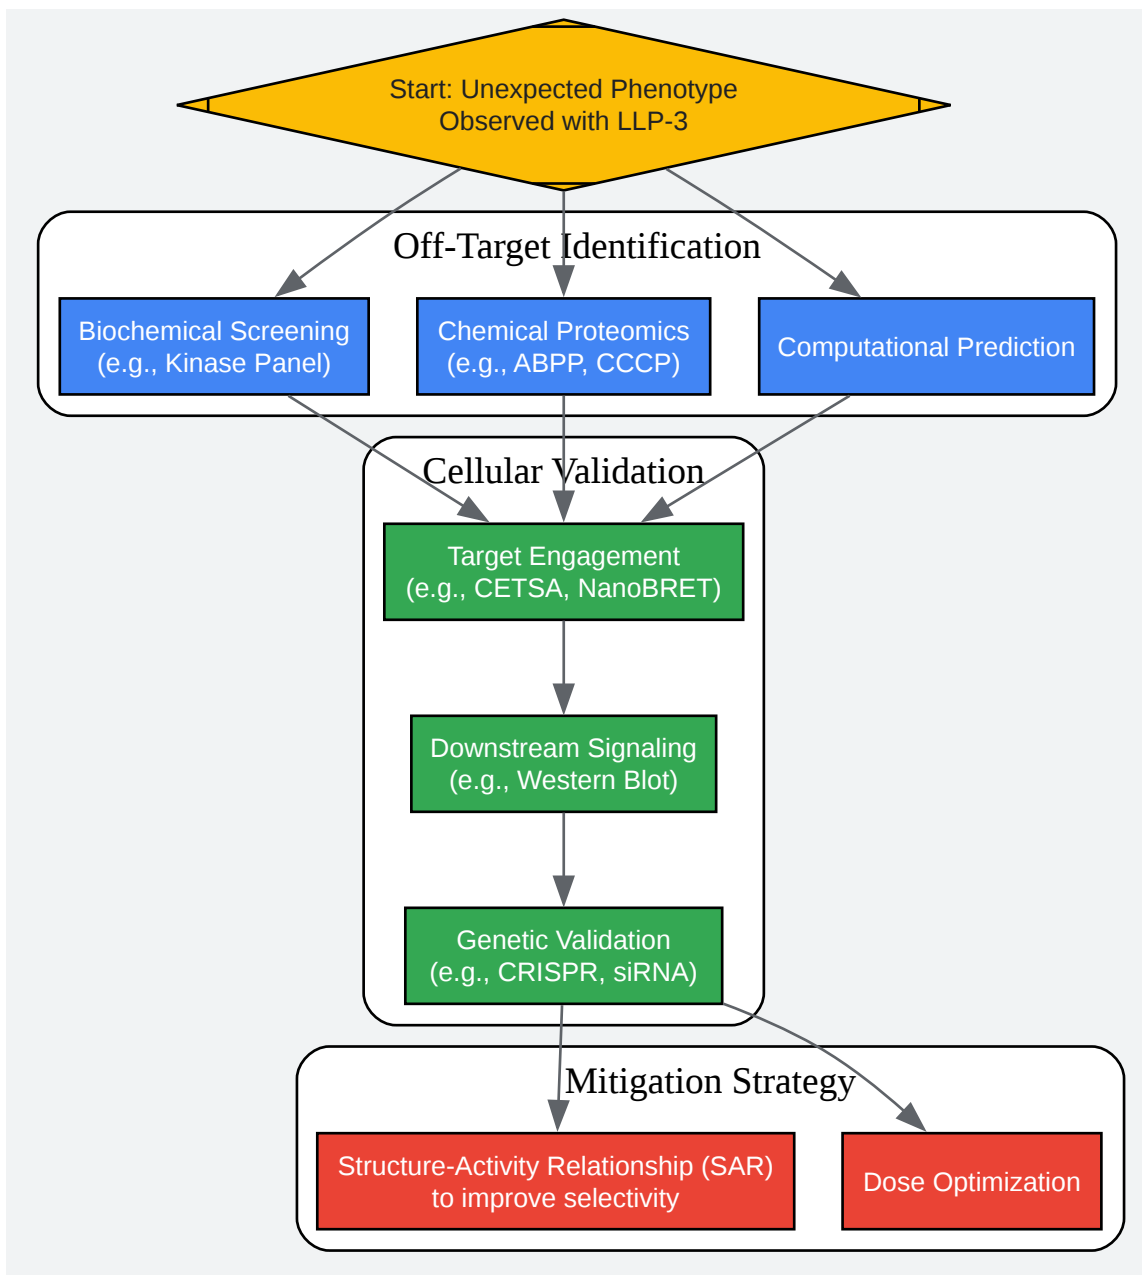 Start: Unexpected Phenotype
Observed with LLP-3
Off-Target Identification
Biochemical Screening
(e.g., Kinase Panel)
Chemical Proteomics
(e.g., ABPP, CCCP)
Computational Prediction
Cellular Validation
Target Engagement
(e.g., CETSA, NanoBRET)
Downstream Signaling
(e.g., Western Blot)
Genetic Validation
(e.g., CRISPR, siRNA)
Mitigation Strategy
Structure-Activity Relationship (SAR)
to improve selectivity
Dose Optimization